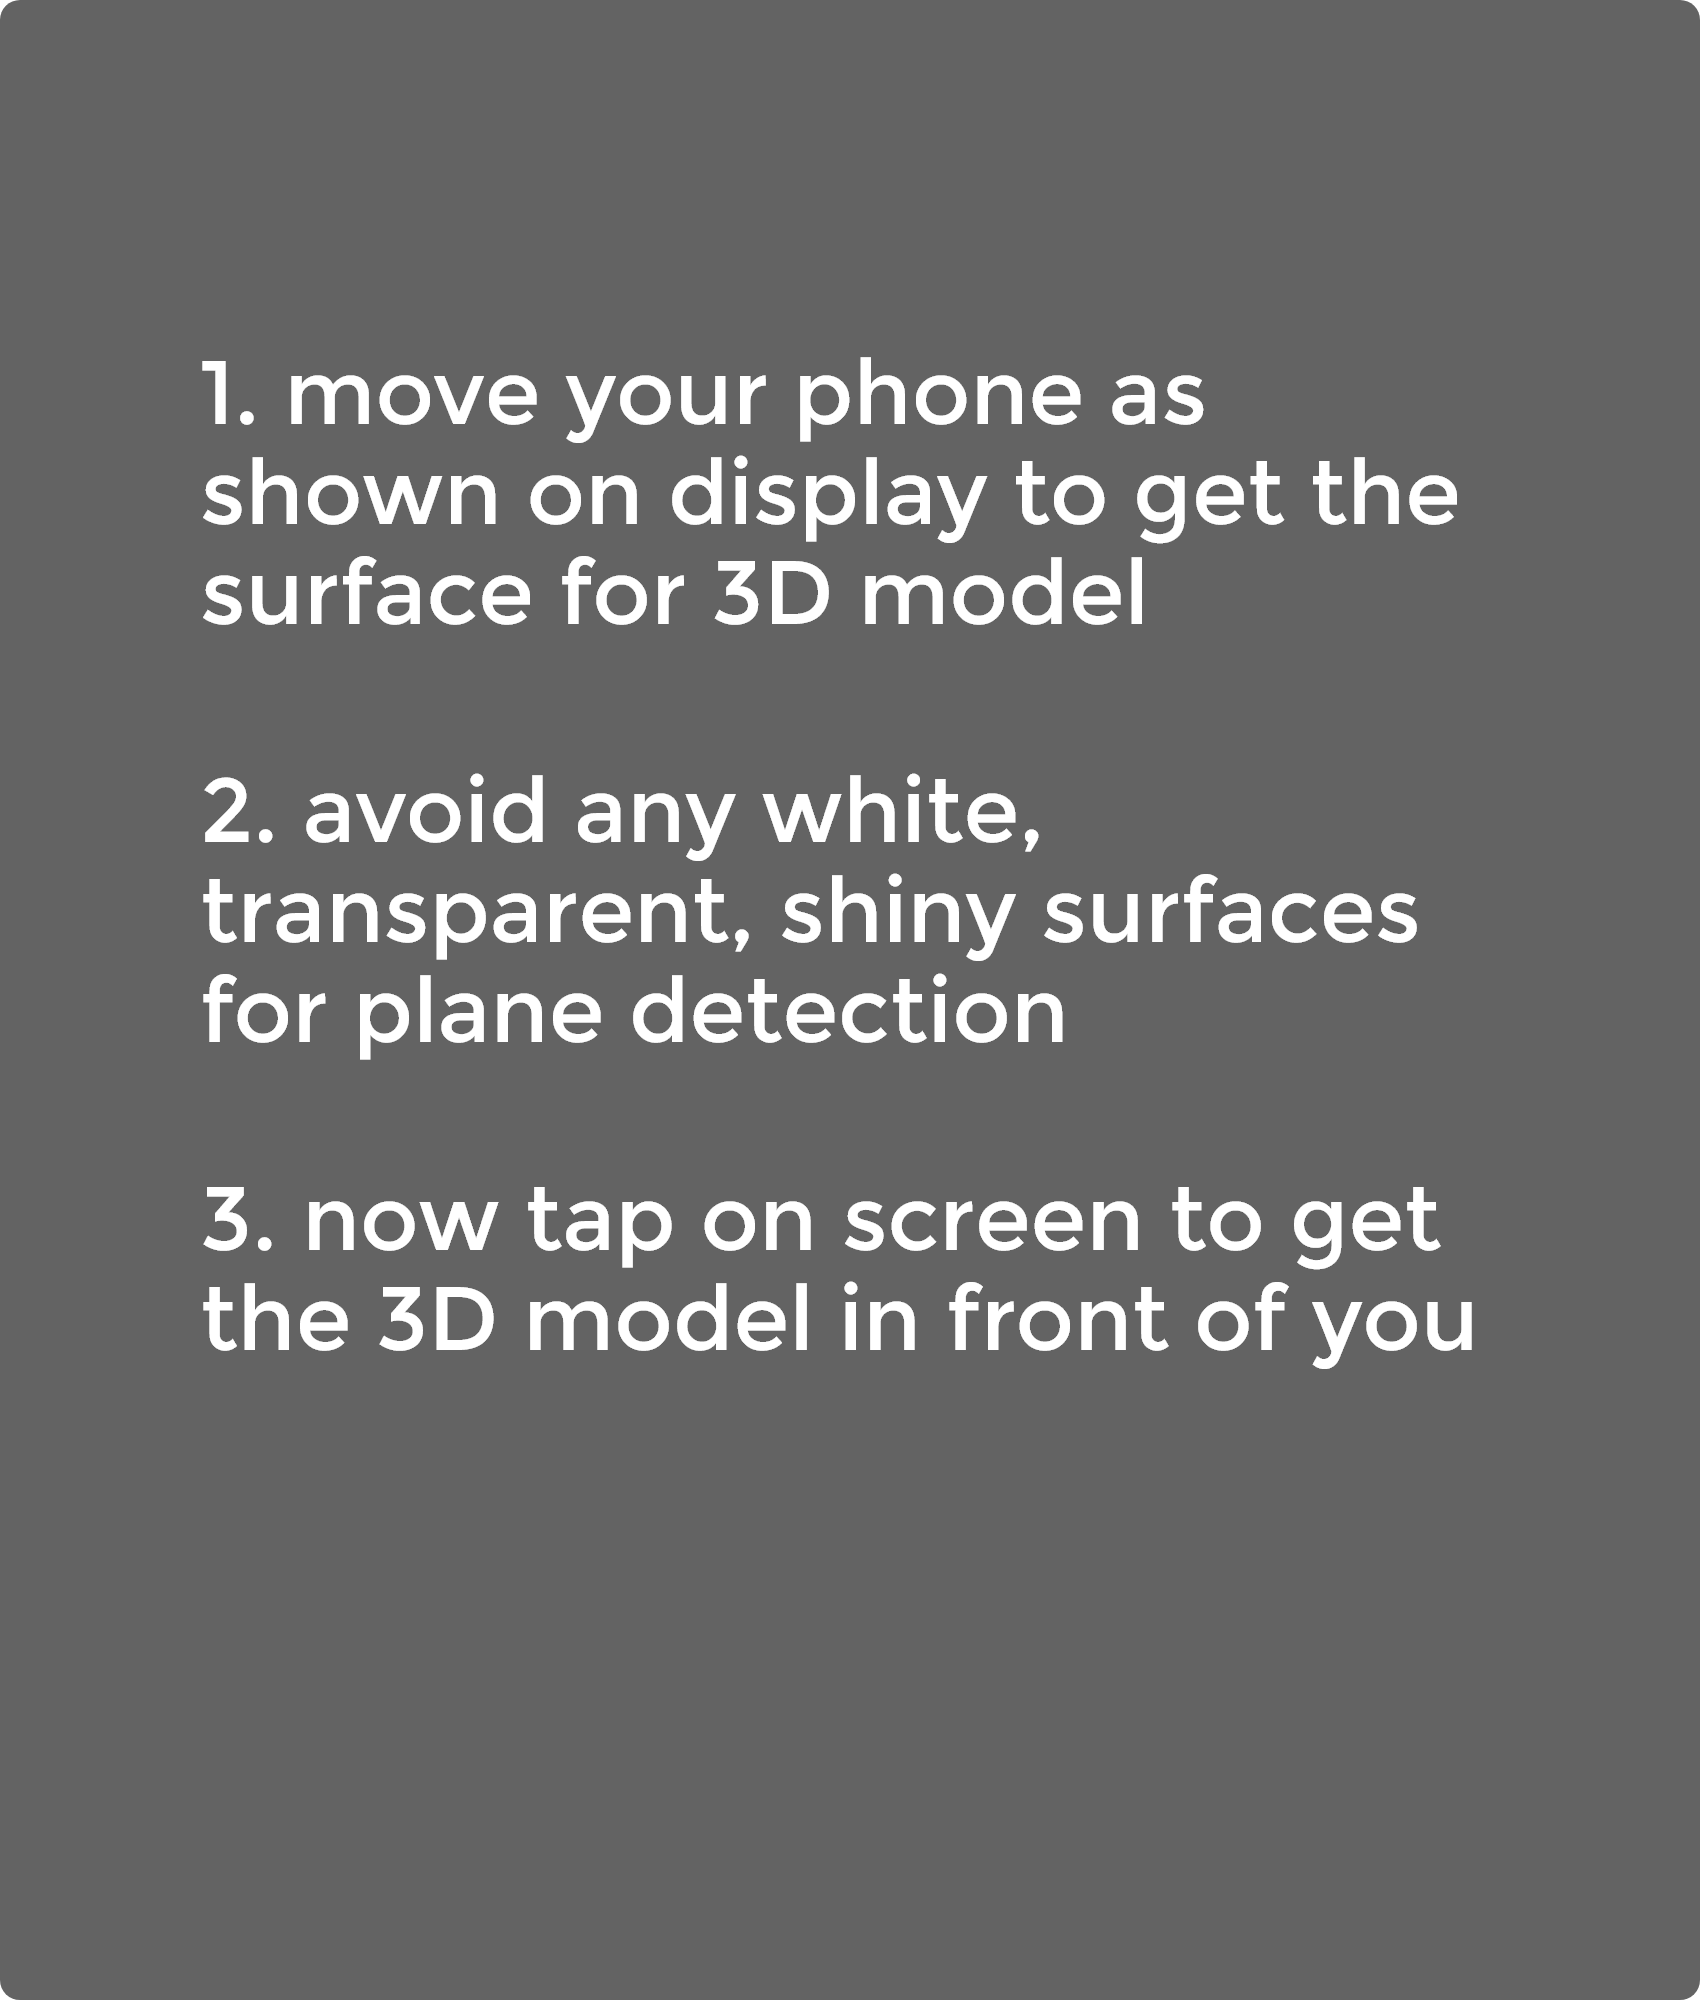 1. move your phone as
shown on display to get the
surface for 3D model
2. avoid any white,
transparent, shiny surfaces
for plane detection
3. now tap on screen to get
the 3D model in front of you